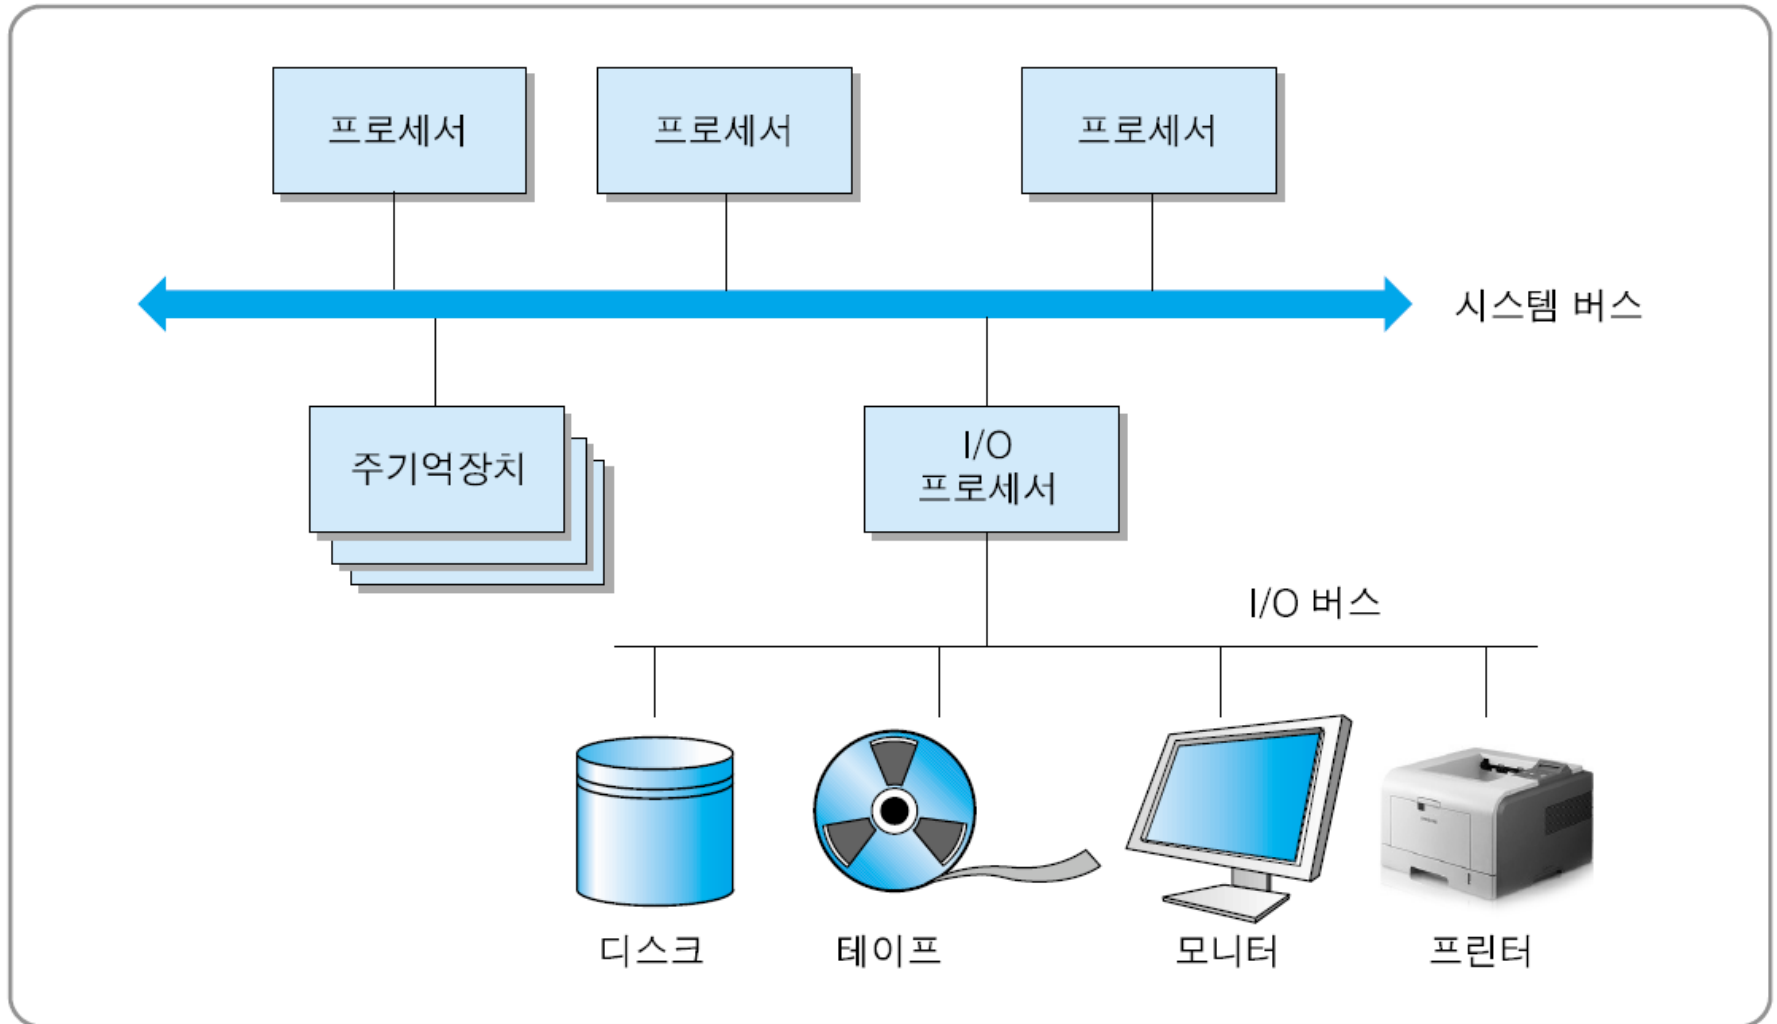 프로세서
프로세서
프로세서
시스템 버스
주기억장치
I/O
프로세서
I/O 버스
디스크
테이프
모니터
프린터